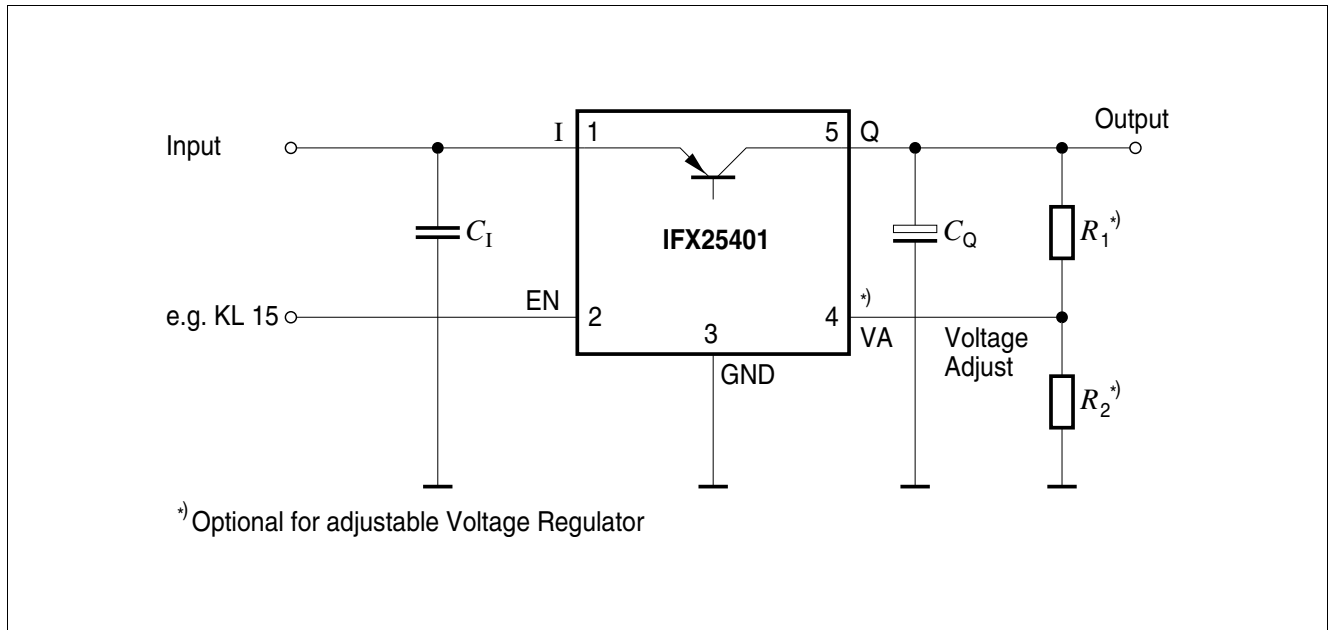 Input
I
1
5
Q
Output
C_I
IFX25401
C_Q
R_1*)
e.g. KL 15
EN
2
3
4
*)
VA
Voltage
Adjust
GND
R_2*)
*) Optional for adjustable Voltage Regulator